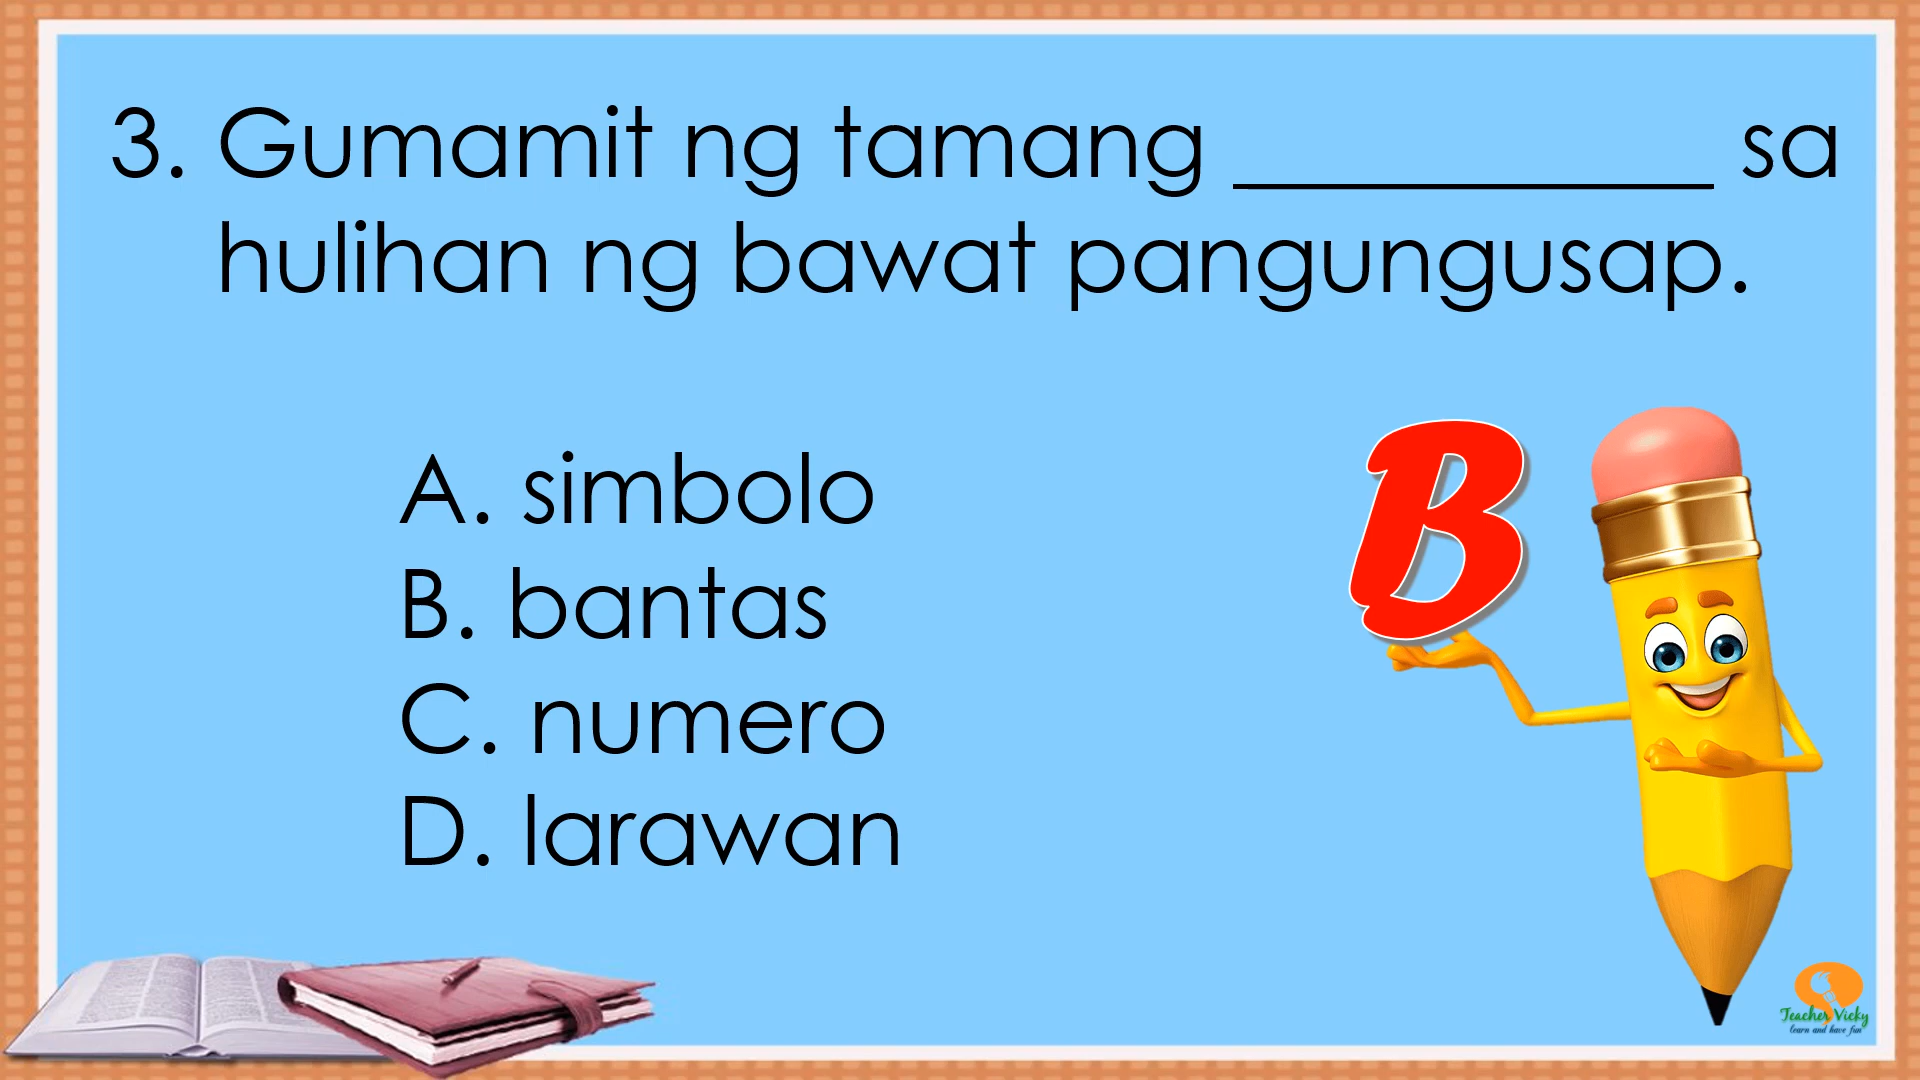 3. Gumamit ng tamang __________ sa
hulihan ng bawat pangungusap.
A. simbolo
B. bantas
C. numero
D. larawan
B
Teacher Vicky
learn and have fun